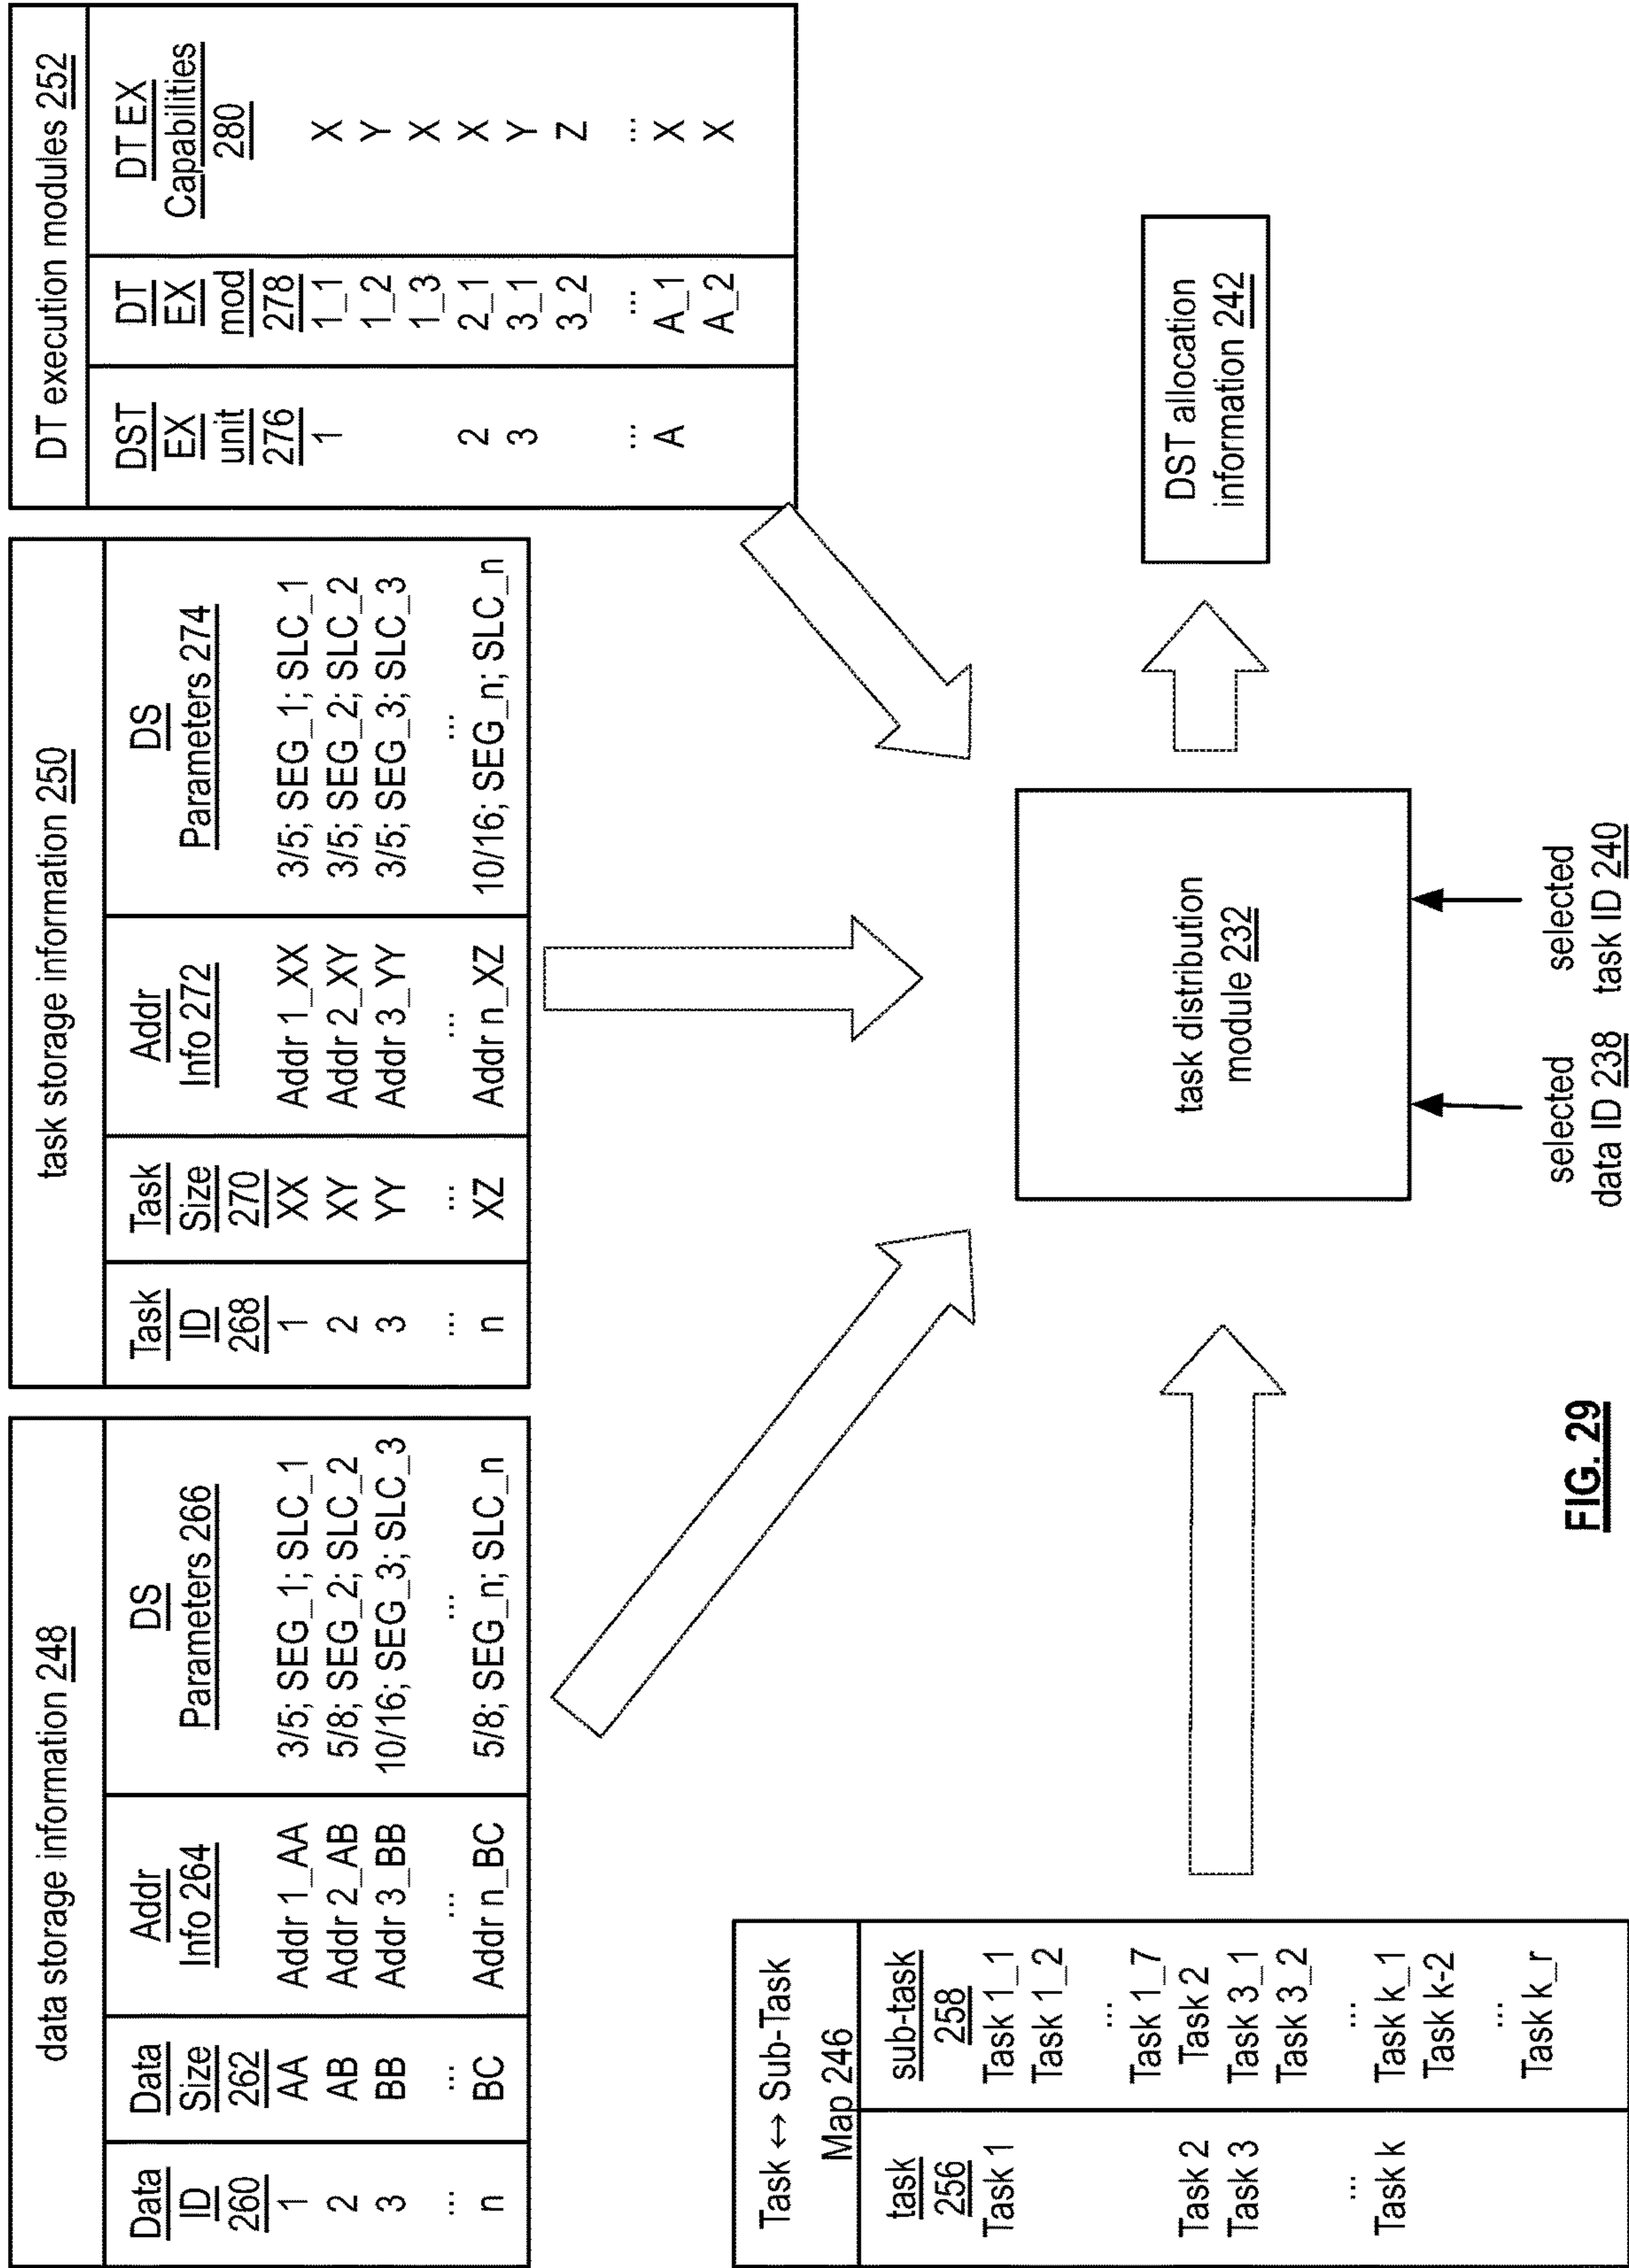 data storage information 248
Data ID 260 | Data Size 262 | Addr Info 264 | DS Parameters 266
1 | AA | Addr 1_AA | 3/5; SEG_1; SLC_1
2 | AB | Addr 2_AB | 5/8; SEG_2; SLC_2
3 | BB | Addr 3_BB | 10/16; SEG_3; SLC_3
... | ... | ... | ...
n | BC | Addr n_BC | 5/8; SEG_n; SLC_n
task storage information 250
Task ID 268 | Task Size 270 | Addr Info 272 | DS Parameters 274
1 | XX | Addr 1_XX | 3/5; SEG_1; SLC_1
2 | XY | Addr 2_XY | 3/5; SEG_2; SLC_2
3 | YY | Addr 3_YY | 3/5; SEG_3; SLC_3
... | ... | ... | ...
n | XZ | Addr n_XZ | 10/16; SEG_n; SLC_n
DT execution modules 252
DST EX unit 276 | DT EX mod 278 | DT EX Capabilities 280
1 | 1_1 | X
1_2 | Y
1_3 | X
2 | 2_1 | X
3 | 3_1 | Y
3_2 | Z
... | ... | ...
A | A_1 | X
A_2 | X
Task ↔ Sub-Task
Map 246
task 256 | sub-task 258
Task 1 | Task 1_1
Task 1_2
...
Task 1_7
Task 2 | Task 2
Task 3 | Task 3_1
Task 3_2
... | ...
Task k | Task k_1
Task k-2
...
Task k_r
task distribution
module 232
selected
data ID 238
selected
task ID 240
DST allocation
information 242
FIG. 29